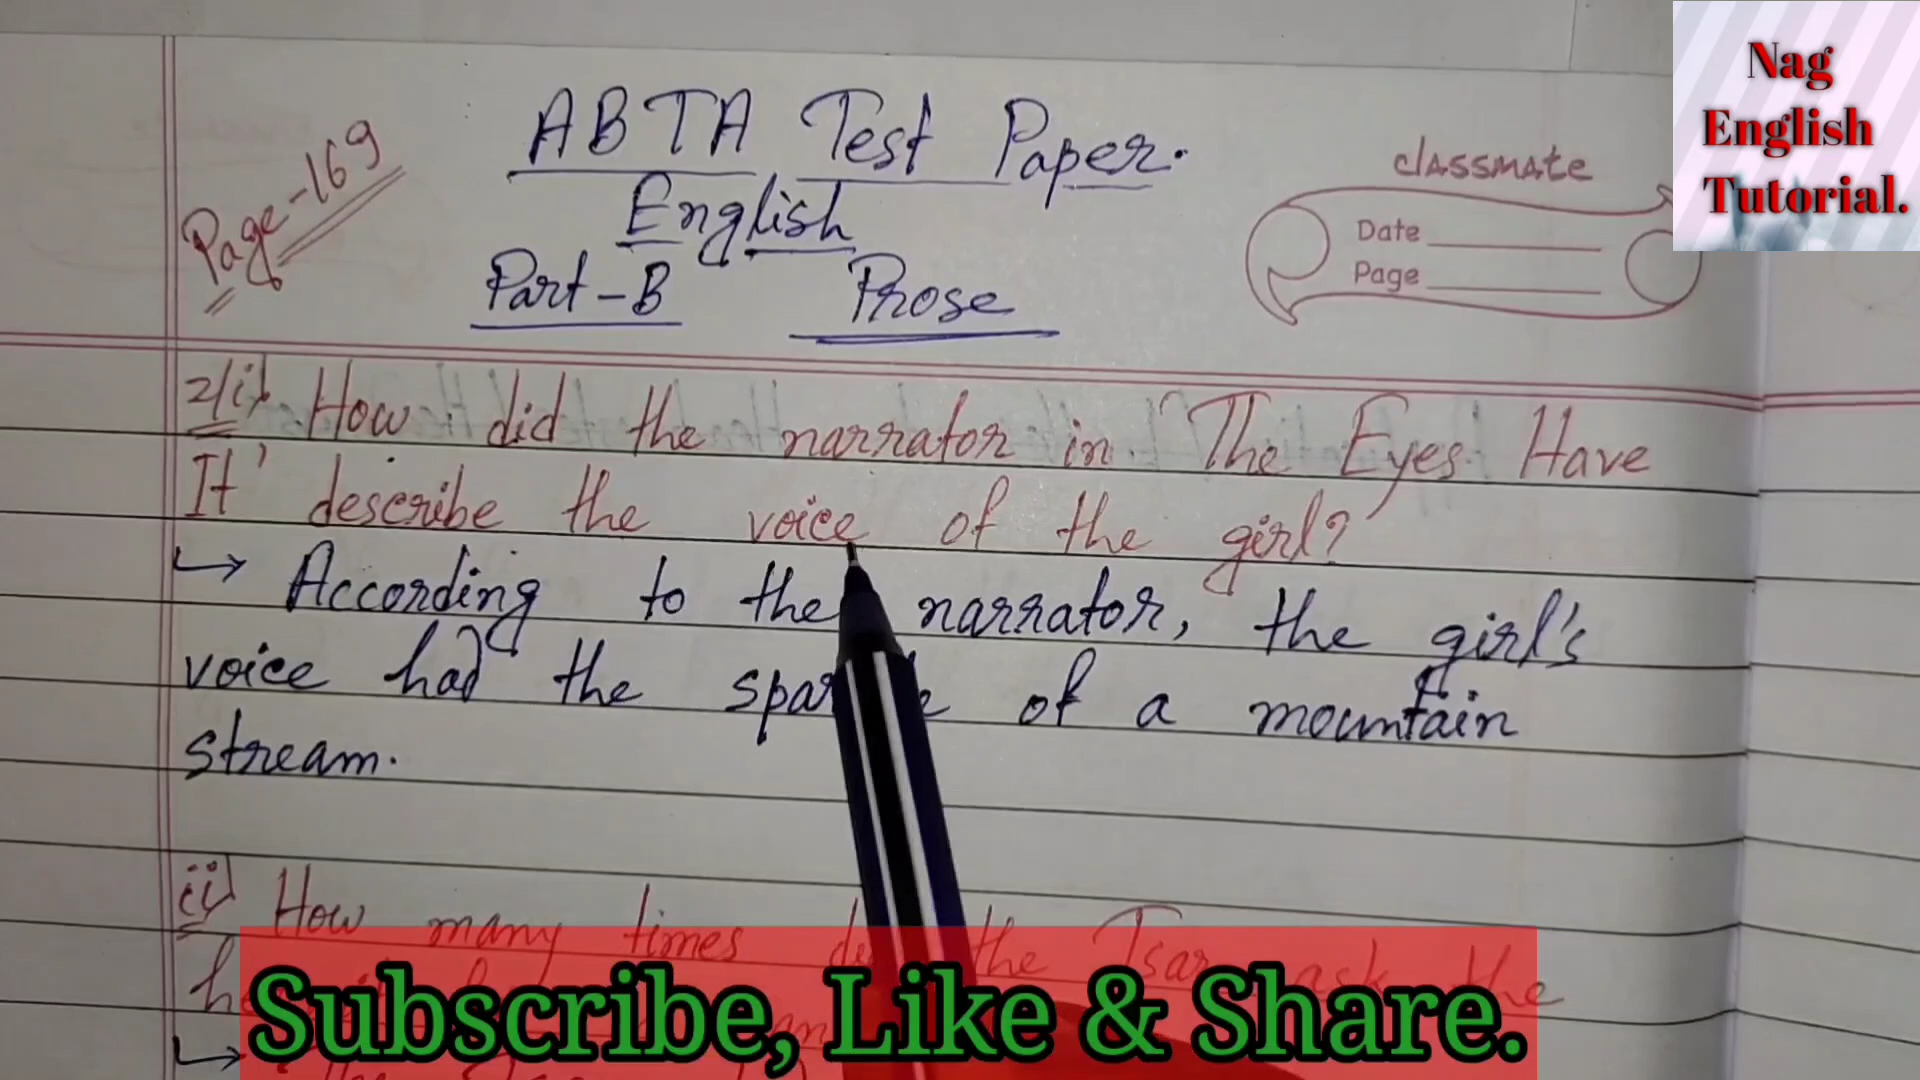 Nag
English
Tutorial.
Page-169
ABTA Test Paper.
English
Part-B Prose
classmate
Date
Page
2/i) How did the narrator in 'The Eyes Have
It' describe the voice of the girl?
↳ According to the narrator, the girl's
voice had the of a mountain
stream.
ii) How many times the Tsar ask the
Subscribe, Like & Share.